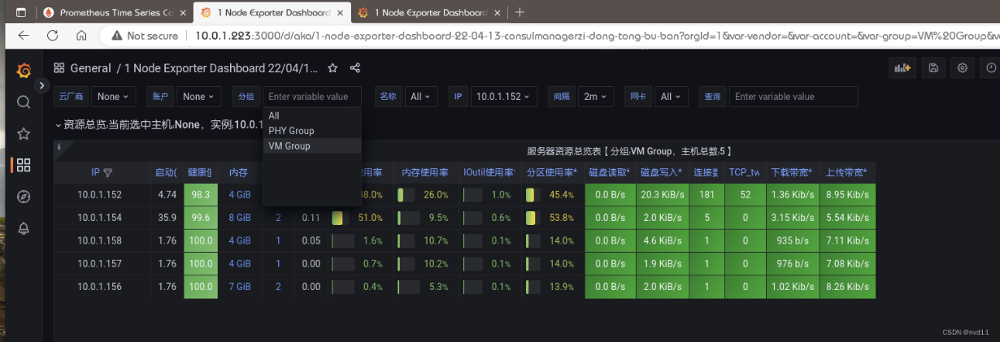 Prometheus Time Series Co
1 Node Exporter Dashboard
1 Node Exporter Dashboard
Not secure
10.0.1.223:3000/d/aka/1-node-exporter-dashboard-22-04-13-consulmanagerzi-dong-tong-bu-ban?orgId=1&var-vendor=&var-account=&var-group=VM%20Group&v
General / 1 Node Exporter Dashboard 22/04/1...
云厂商 None 账户 None 分组 Enter variable value 名称 All IP 10.0.1.152 间隔 2m 网卡 All 查询 Enter variable value
All
PHY Group
VM Group
资源总览:当前选中主机:None，实例:10.0.1
服务器资源总览表【分组:VM Group，主机总数:5】
IP 启动( 健康 内存 使用率 内存使用率 IOutil使用率 分区使用率* 磁盘读取* 磁盘写入* 连接 TCP_tw 下载带宽* 上传带宽*
10.0.1.152 4.74 98.3 4 GiB 8.0% 26.0% 1.0% 45.4% 0.0 B/s 20.3 KiB/s 181 52 1.36 Kib/s 8.95 Kib/s
10.0.1.154 35.9 99.6 8 GiB 2 0.11 51.0% 9.5% 0.6% 53.8% 0.0 B/s 2.0 KiB/s 5 0 3.15 Kib/s 5.54 Kib/s
10.0.1.158 1.76 100.0 4 GiB 1 0.05 1.6% 10.7% 0.1% 14.0% 0.0 B/s 4.6 KiB/s 1 0 935 b/s 7.11 Kib/s
10.0.1.157 1.76 100.0 4 GiB 1 0.00 0.7% 10.2% 0.1% 14.0% 0.0 B/s 1.9 KiB/s 1 0 976 b/s 7.08 Kib/s
10.0.1.156 1.76 100.0 7 GiB 2 0.00 0.4% 5.3% 0.1% 13.9% 0.0 B/s 2.0 KiB/s 1 0 1.02 Kib/s 8.26 Kib/s
CSDN @nvd11